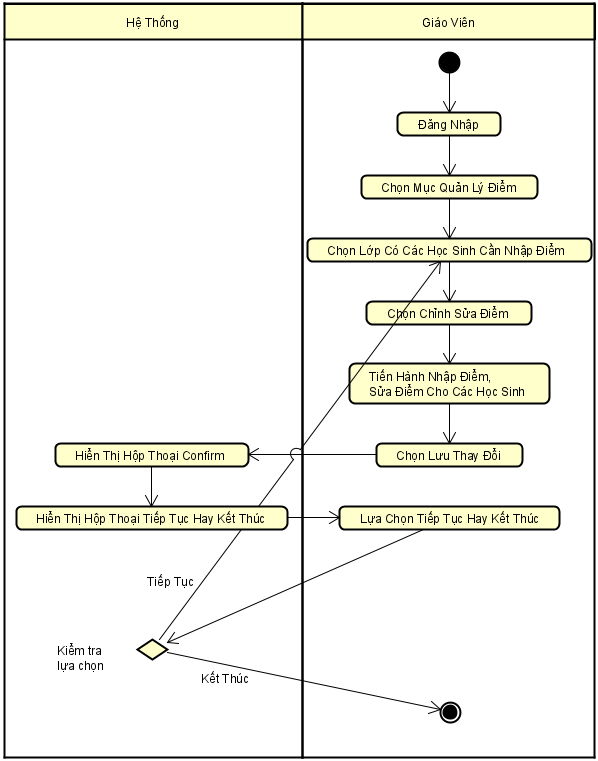 Hệ Thống
Giáo Viên
Đăng Nhập
Chọn Mục Quản Lý Điểm
Chọn Lớp Có Các Học Sinh Cần Nhập Điểm
Chọn Chỉnh Sửa Điểm
Tiến Hành Nhập Điểm,
Sửa Điểm Cho Các Học Sinh
Chọn Lưu Thay Đổi
Hiển Thị Hộp Thoại Confirm
Hiển Thị Hộp Thoại Tiếp Tục Hay Kết Thúc
Lựa Chọn Tiếp Tục Hay Kết Thúc
Tiếp Tục
Kiểm tra
lựa chọn
Kết Thúc